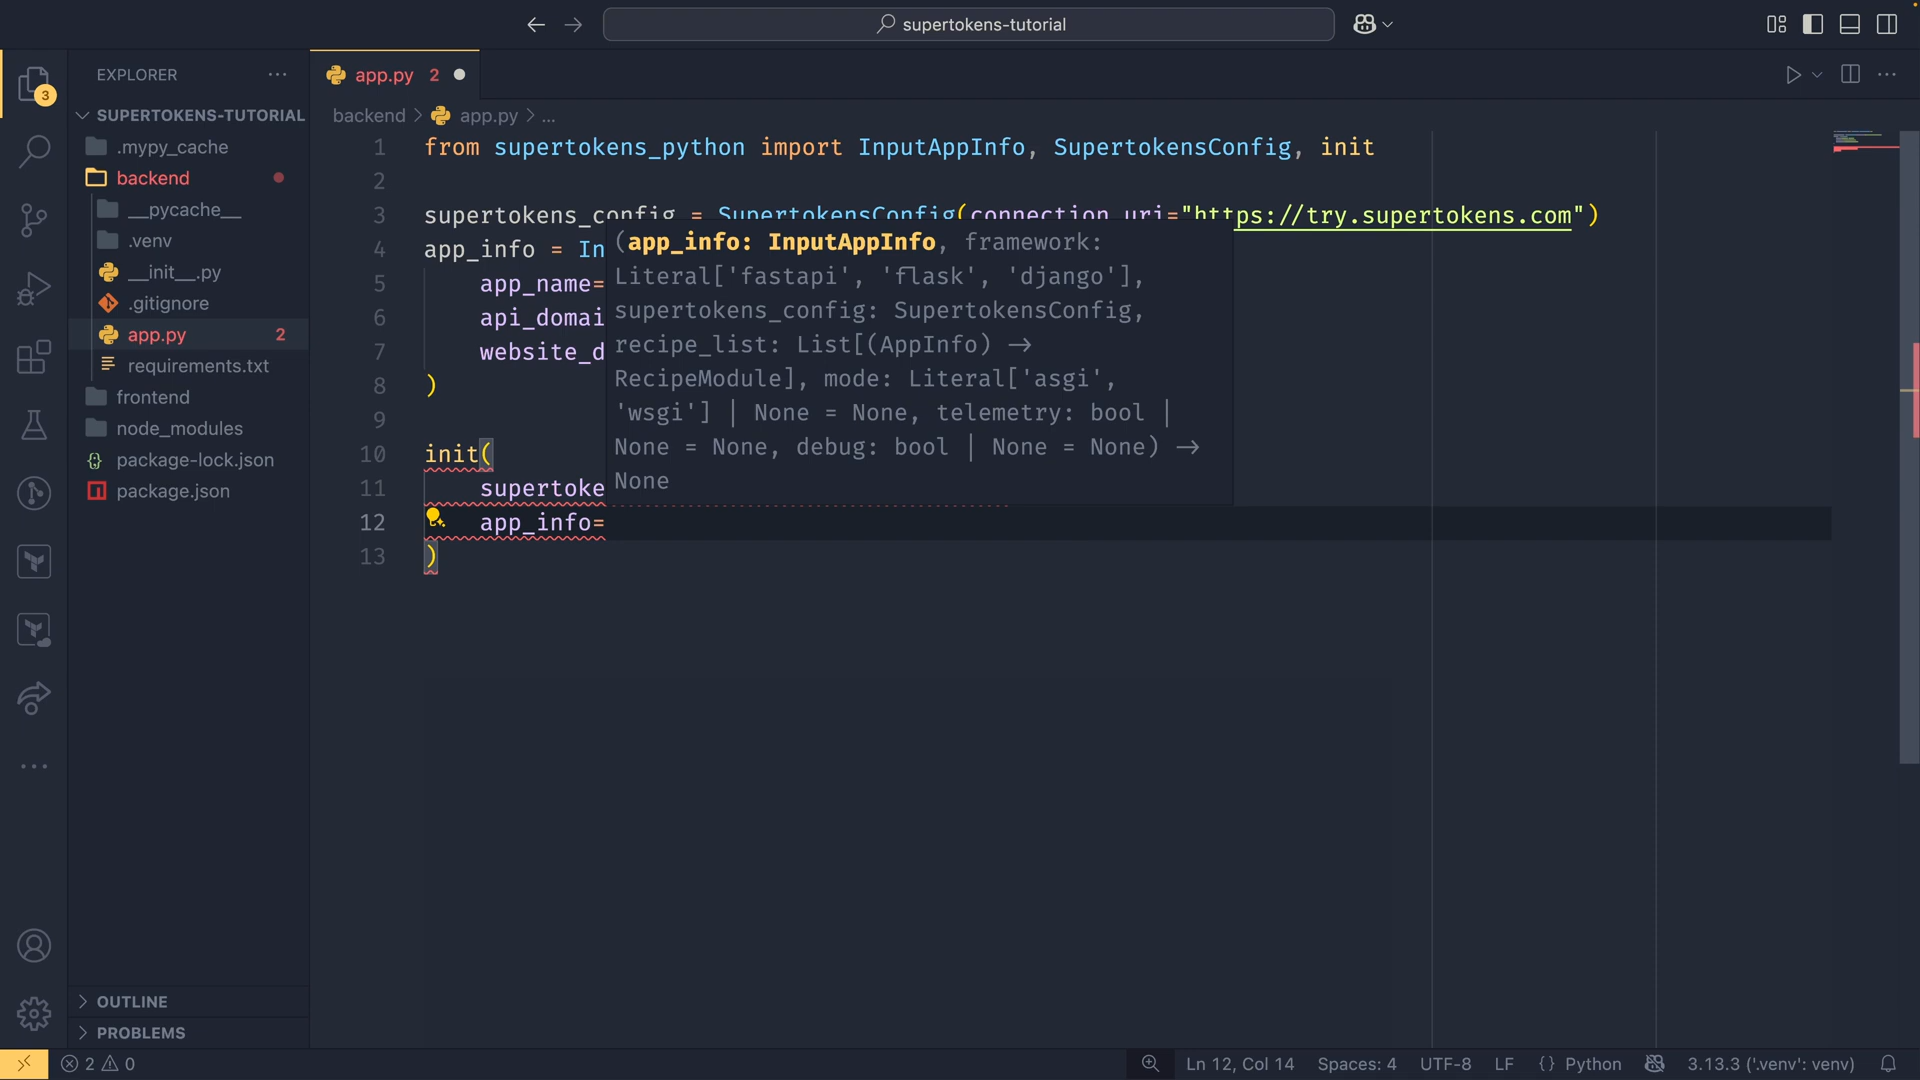 supertokens-tutorial
EXPLORER
SUPERTOKENS-TUTORIAL
.mypy_cache
backend
__pycache__
.venv
__init__.py
.gitignore
app.py 2
requirements.txt
frontend
node_modules
package-lock.json
package.json
OUTLINE
PROBLEMS
3
app.py 2
backend > app.py > ...
1 from supertokens_python import InputAppInfo, SupertokensConfig, init
2
3 supertokens_config = SupertokensConfig(connection_uri="https://try.supertokens.com")
4 app_info = In
5 app_name=
6 api_domai
7 website_d
8 )
9
10 init(
11 supertoke
12 app_info=
13 )
(app_info: InputAppInfo, framework:
Literal['fastapi', 'flask', 'django'],
supertokens_config: SupertokensConfig,
recipe_list: List[(AppInfo) →
RecipeModule], mode: Literal['asgi',
'wsgi'] | None = None, telemetry: bool |
None = None, debug: bool | None = None) →
None
2 0
Ln 12, Col 14 Spaces: 4 UTF-8 LF {} Python 3.13.3 ('.venv': venv)